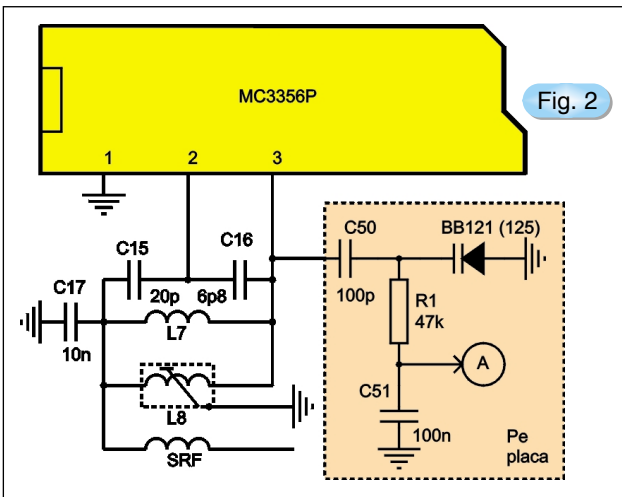 MC3356P
Fig. 2
1 2 3
C15
C16
C50
BB121 (125)
C17
20p
6p8
100p
R1
47k
L7
10n
A
C51
L8
100n
Pe
placa
SRF